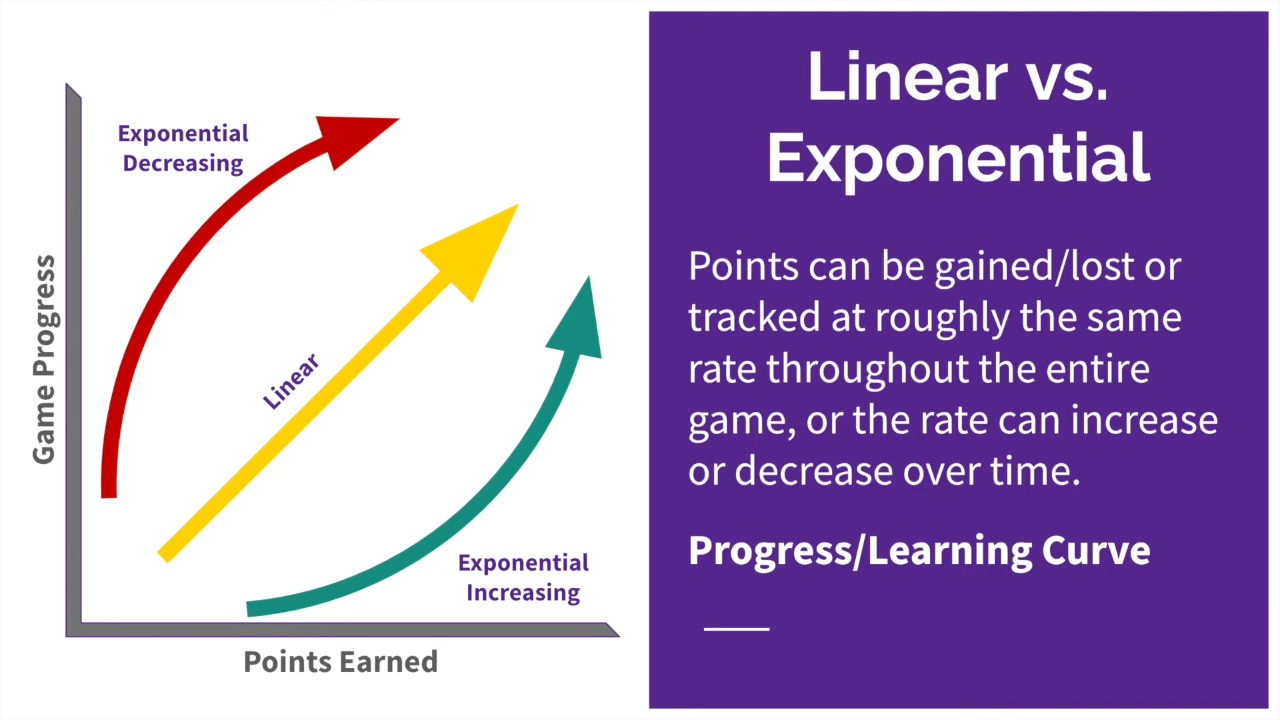 Exponential
Decreasing
Game Progress
Linear
Exponential
Increasing
Points Earned
Linear vs.
Exponential
Points can be gained/lost or
tracked at roughly the same
rate throughout the entire
game, or the rate can increase
or decrease over time.
Progress/Learning Curve